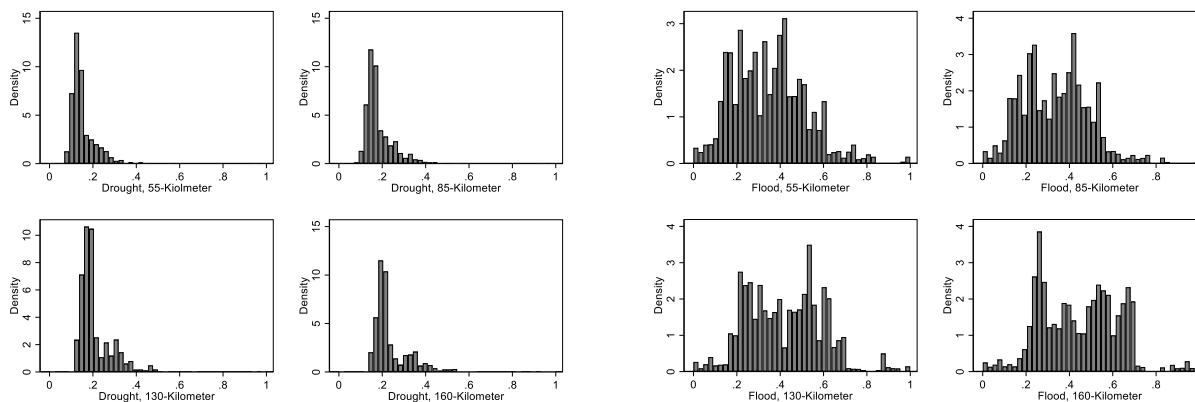 15
10
5
0
Density
0 .2 .4 .6 .8 1
Drought, 55-Kiolmeter
15
10
5
0
Density
0 .2 .4 .6 .8 1
Drought, 85-Kilometer
3
2
1
0
Density
0 .2 .4 .6 .8 1
Flood, 55-Kilometer
4
3
2
1
0
Density
0 .2 .4 .6 .8
Flood, 85-Kilometer
10
8
6
4
2
0
Density
0 .2 .4 .6 .8 1
Drought, 130-Kilometer
15
10
5
0
Density
0 .2 .4 .6 .8 1
Drought, 160-Kilometer
4
3
2
1
0
Density
0 .2 .4 .6 .8 1
Flood, 130-Kilometer
4
3
2
1
0
Density
0 .2 .4 .6 .8
Flood, 160-Kilometer